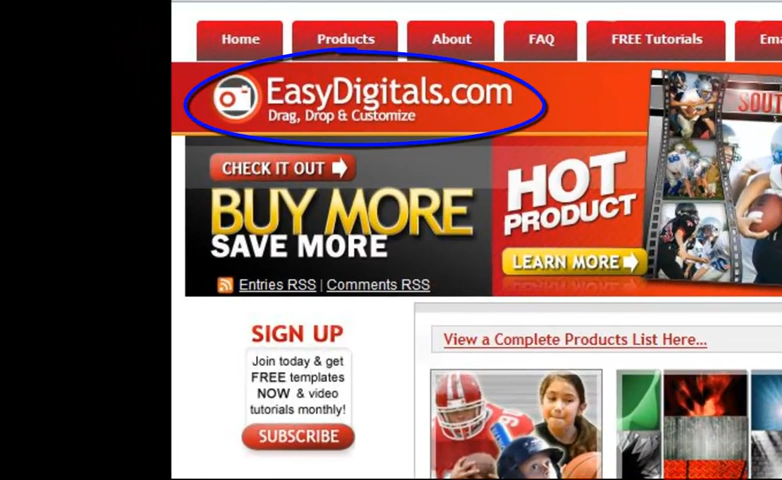 Home
Products
About
FAQ
FREE Tutorials
EasyDigitals.com
Drag, Drop & Customize
CHECK IT OUT
BUY MORE
SAVE MORE
HOT
PRODUCT
LEARN MORE
Entries RSS | Comments RSS
SIGN UP
Join today & get
FREE templates
NOW & video
tutorials monthly!
SUBSCRIBE
View a Complete Products List Here...